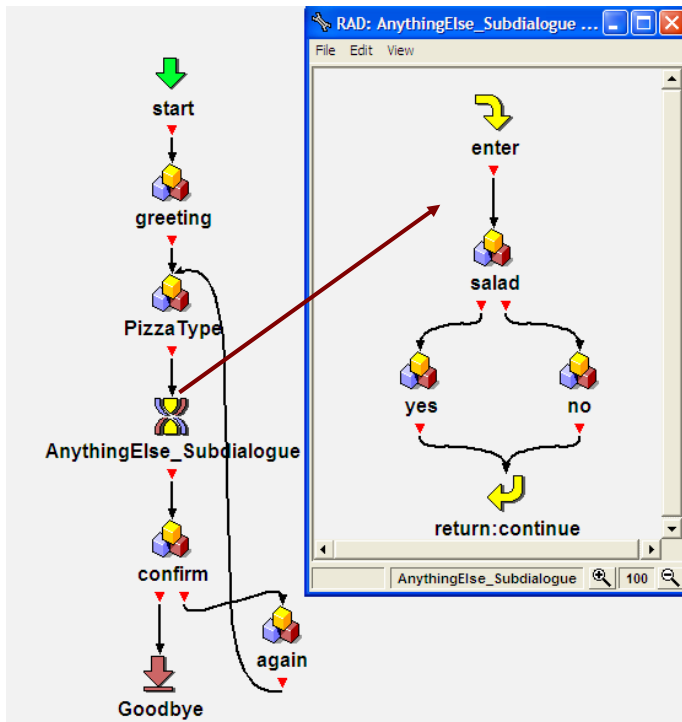 start
greeting
PizzaType
AnythingElse_Subdialogue
confirm
again
Goodbye
RAD: AnythingElse_Subdialogue ...
File Edit View
enter
salad
yes no
return:continue
AnythingElse_Subdialogue 100